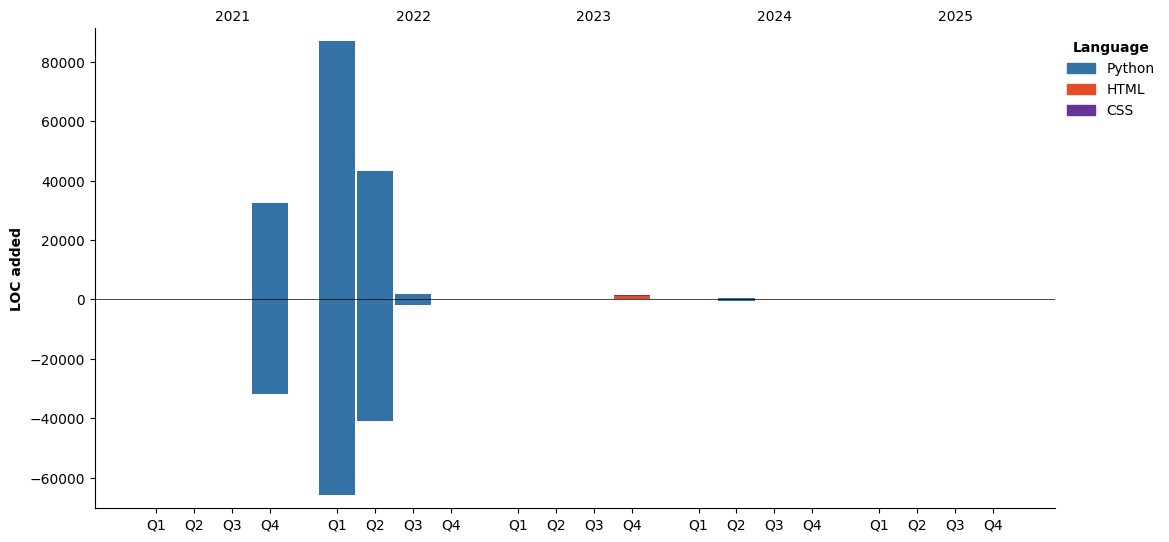 2021 2022 2023 2024 2025
Language
Python
HTML
CSS
LOC added
80000
60000
40000
20000
0
−20000
−40000
−60000
Q1 Q2 Q3 Q4 Q1 Q2 Q3 Q4 Q1 Q2 Q3 Q4 Q1 Q2 Q3 Q4 Q1 Q2 Q3 Q4